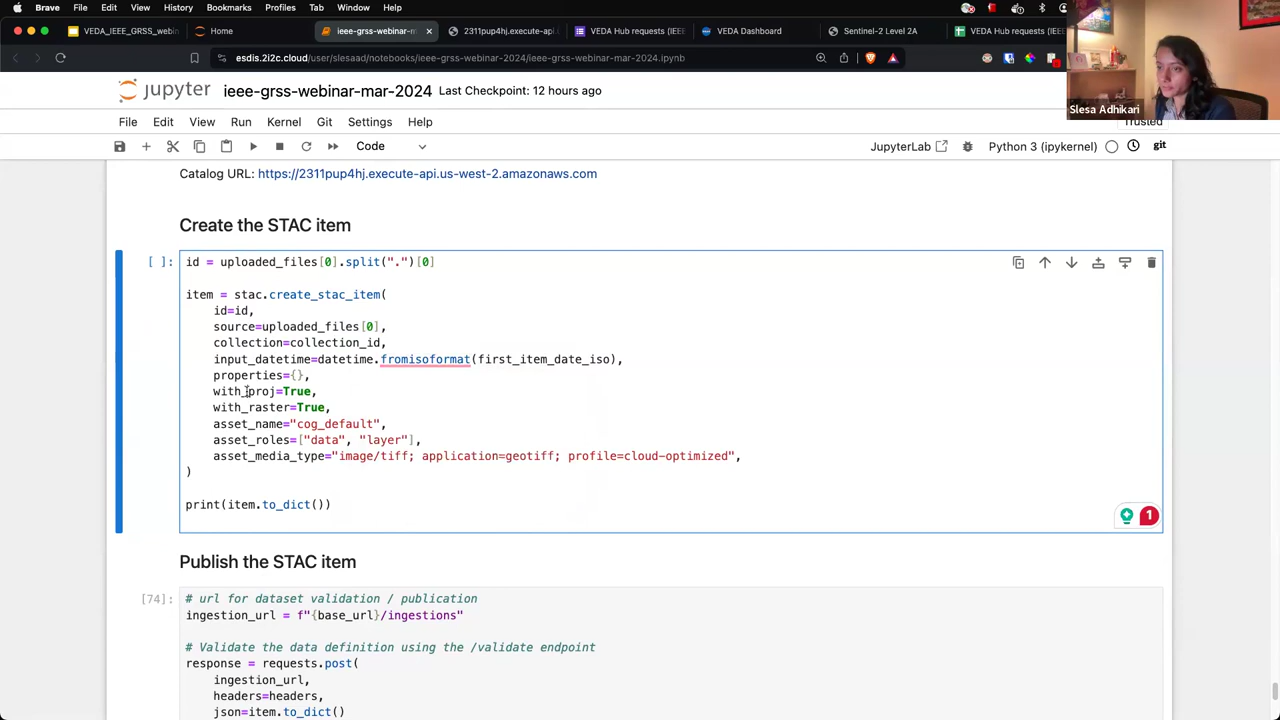 Brave File Edit View History Bookmarks Profiles Tab Window Help
VEDA_IEEE_GRSS_webin
Home
ieee-grss-webinar-m
2311pup4hj.execute-api.
VEDA Hub requests (IEE
VEDA Dashboard
Sentinel-2 Level 2A
VEDA Hub requests (IEEE
esdis.2i2c.cloud/user/slesaad/notebooks/ieee-grss-webinar-2024/ieee-grss-webinar-mar-2024.ipynb
Slesa Adhikari
jupyter ieee-grss-webinar-mar-2024 Last Checkpoint: 12 hours ago
File Edit View Run Kernel Git Settings Help
Trusted
Code
JupyterLab
Python 3 (ipykernel)
git
Catalog URL: https://2311pup4hj.execute-api.us-west-2.amazonaws.com
Create the STAC item
[ ]:
id = uploaded_files[0].split(".")[0]
item = stac.create_stac_item(
id=id,
source=uploaded_files[0],
collection=collection_id,
input_datetime=datetime.fromisoformat(first_item_date_iso),
properties={},
with_proj=True,
with_raster=True,
asset_name="cog_default",
asset_roles=["data", "layer"],
asset_media_type="image/tiff; application=geotiff; profile=cloud-optimized",
)
print(item.to_dict())
1
Publish the STAC item
[74]:
# url for dataset validation / publication
ingestion_url = f"{base_url}/ingestions"
# Validate the data definition using the /validate endpoint
response = requests.post(
ingestion_url,
headers=headers,
json=item.to_dict()